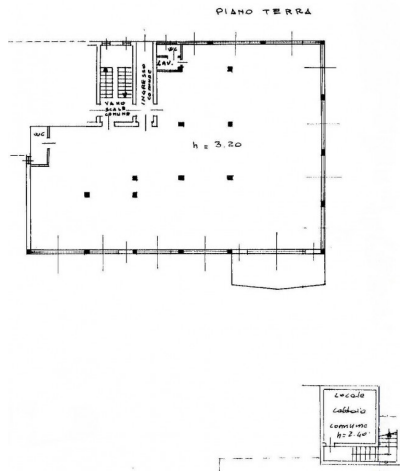 PIANO TERRA
WC
LAV.
INGRESSO
COMUNE
VANO
SCALA
COMUNE
WC
h = 3.20
Locale
Caldaia
comune
h = 2.40